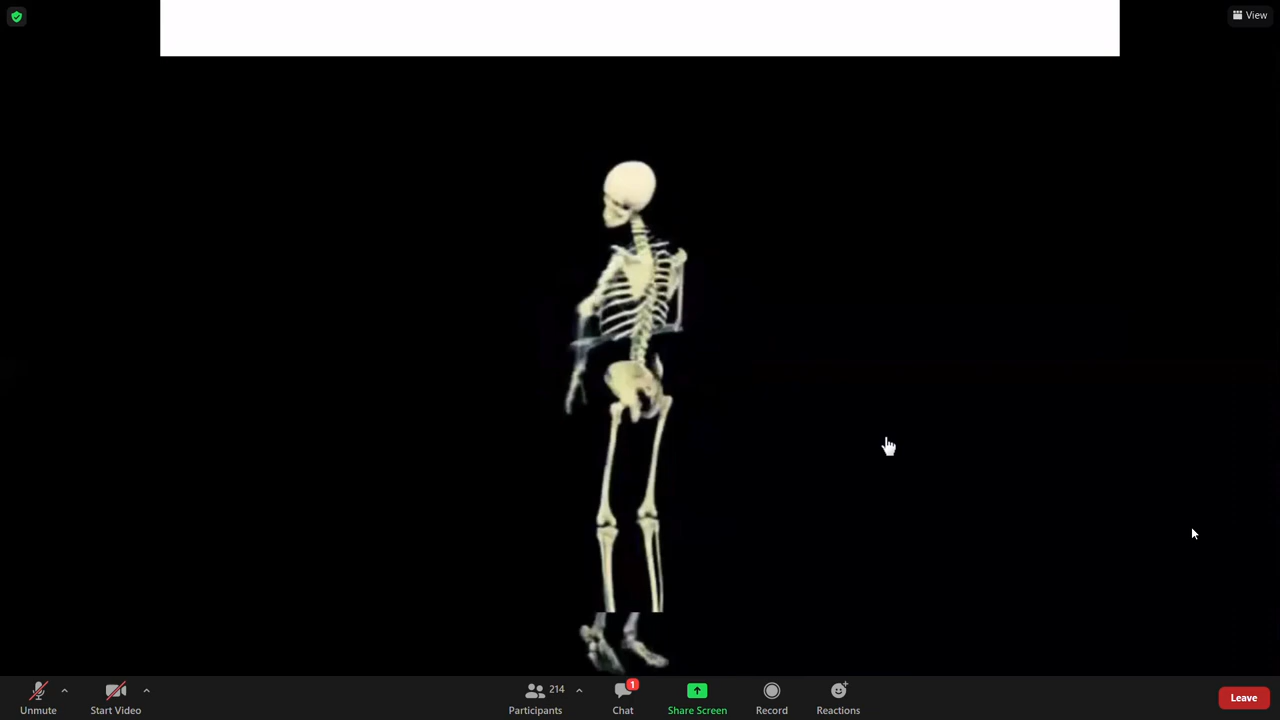 View
Unmute
Start Video
214
Participants
1
Chat
Share Screen
Record
Reactions
Leave